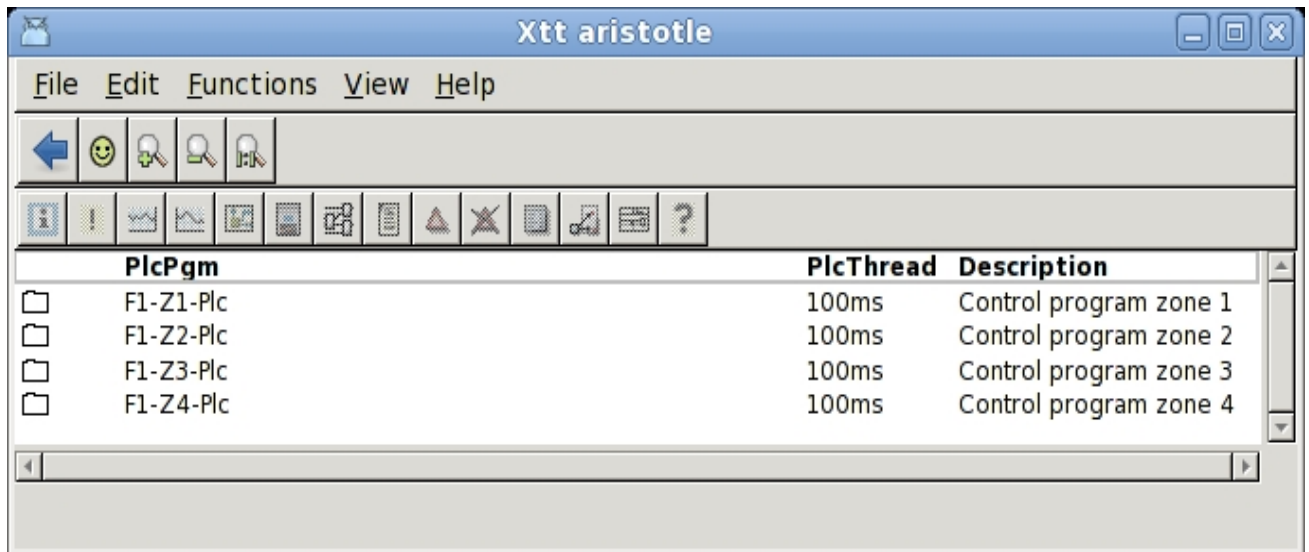 Xtt aristotle
File Edit Functions View Help
PlcPgm PlcThread Description
F1-Z1-Plc 100ms Control program zone 1
F1-Z2-Plc 100ms Control program zone 2
F1-Z3-Plc 100ms Control program zone 3
F1-Z4-Plc 100ms Control program zone 4